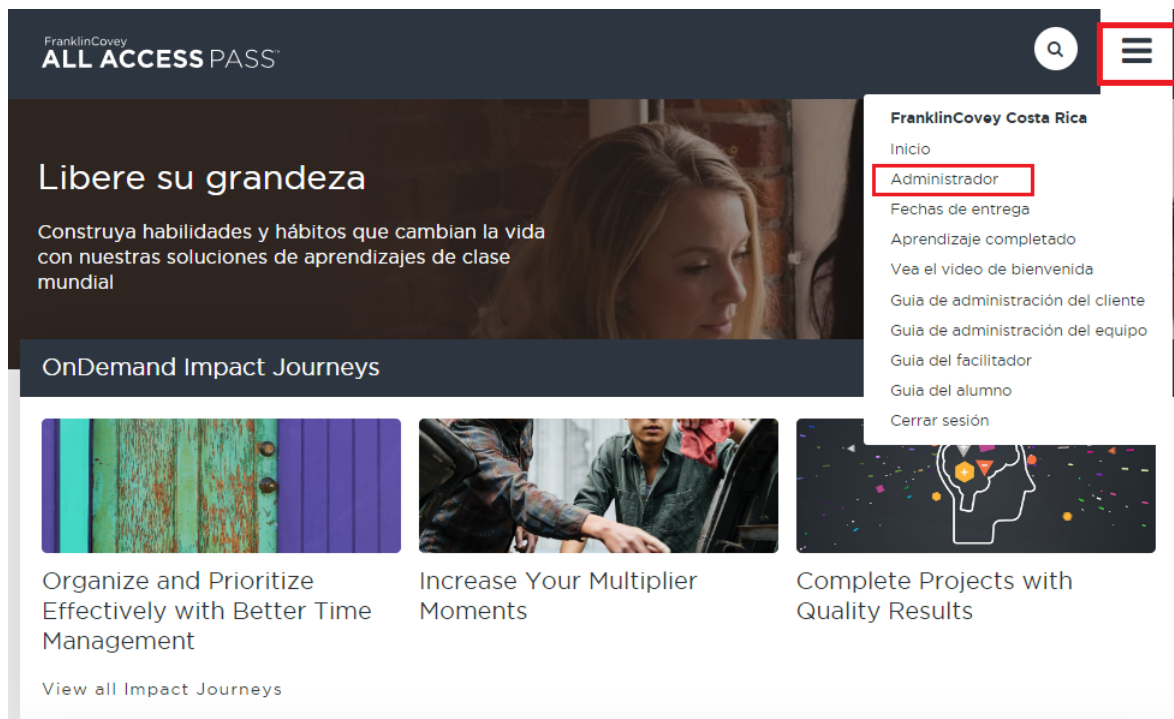 FranklinCovey
ALL ACCESS PASS™
FranklinCovey Costa Rica
Inicio
Administrador
Fechas de entrega
Aprendizaje completado
Vea el video de bienvenida
Guia de administración del cliente
Guia de administración del equipo
Guia del facilitador
Guia del alumno
Cerrar sesión
Libere su grandeza
Construya habilidades y hábitos que cambian la vida
con nuestras soluciones de aprendizajes de clase
mundial
OnDemand Impact Journeys
Organize and Prioritize
Effectively with Better Time
Management
Increase Your Multiplier
Moments
Complete Projects with
Quality Results
View all Impact Journeys